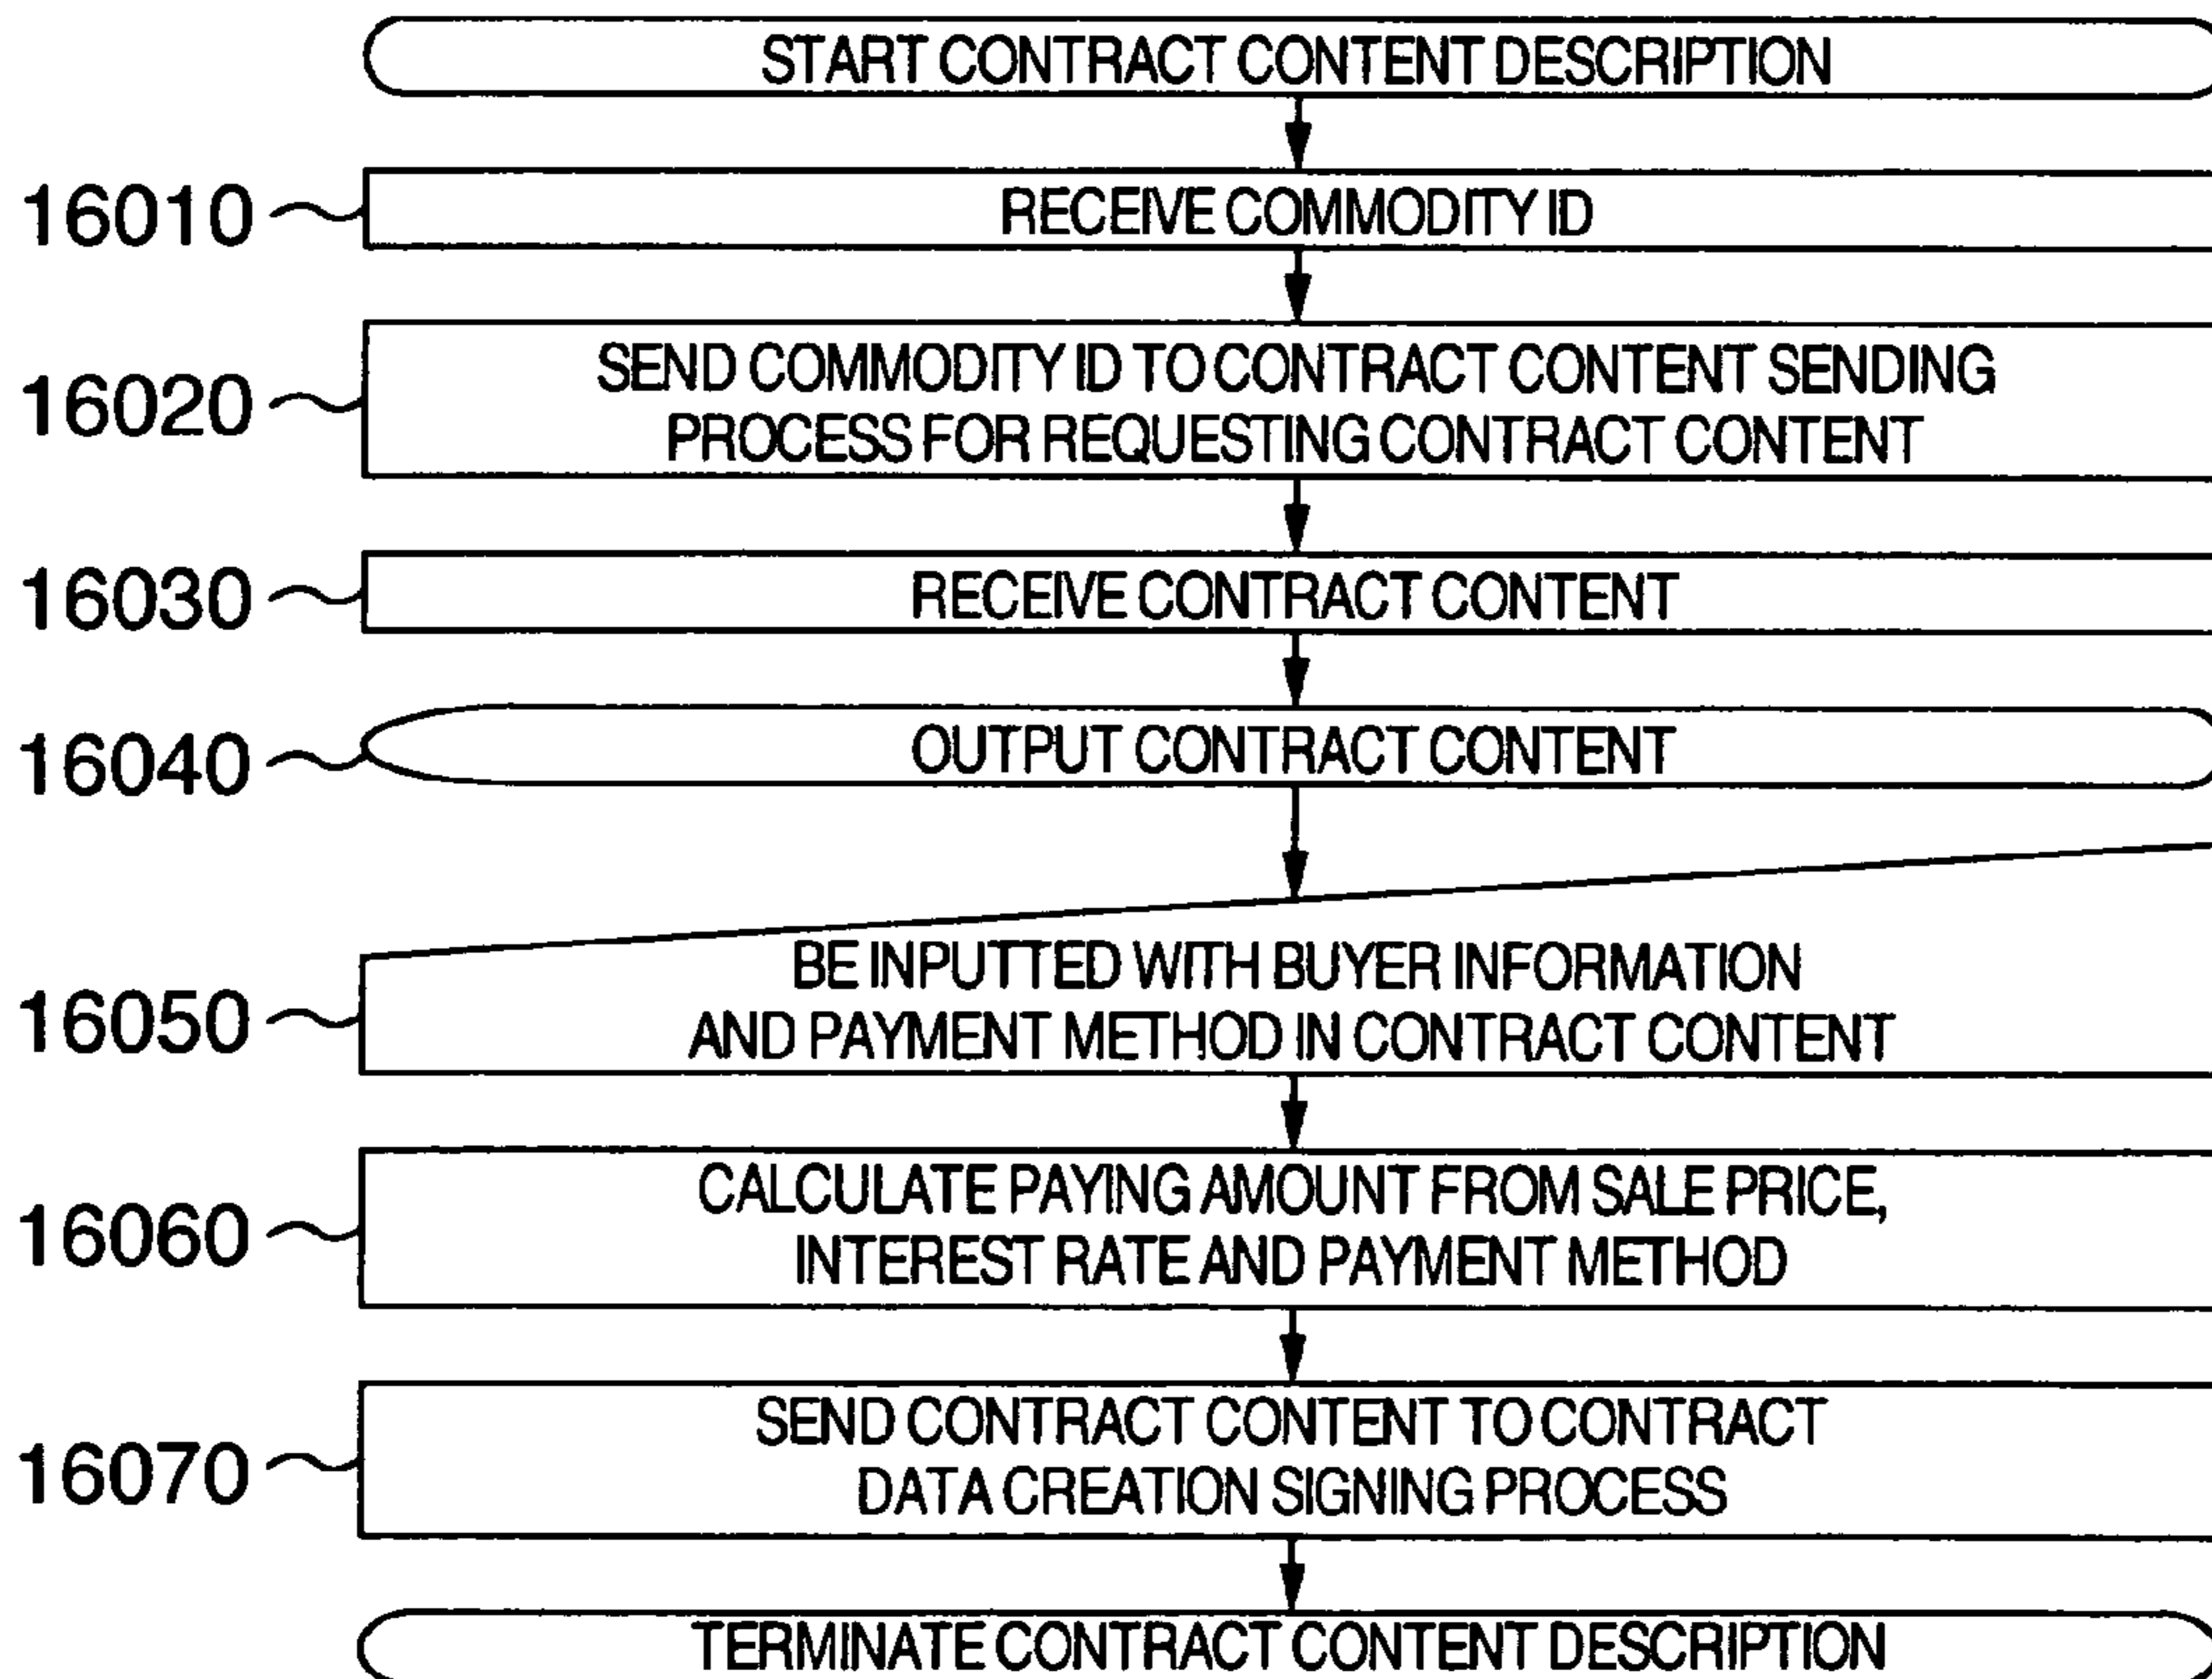 START CONTRACT CONTENT DESCRIPTION
16010
RECEIVE COMMODITY ID
16020
SEND COMMODITY ID TO CONTRACT CONTENT SENDING
PROCESS FOR REQUESTING CONTRACT CONTENT
16030
RECEIVE CONTRACT CONTENT
16040
OUTPUT CONTRACT CONTENT
16050
BE INPUTTED WITH BUYER INFORMATION
AND PAYMENT METHOD IN CONTRACT CONTENT
16060
CALCULATE PAYING AMOUNT FROM SALE PRICE,
INTEREST RATE AND PAYMENT METHOD
16070
SEND CONTRACT CONTENT TO CONTRACT
DATA CREATION SIGNING PROCESS
TERMINATE CONTRACT CONTENT DESCRIPTION